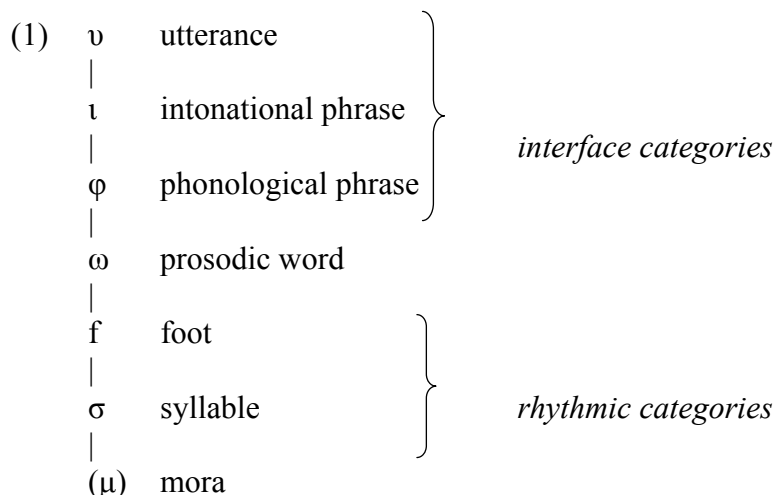 (1) υ utterance
|
ι intonational phrase
|
interface categories
φ phonological phrase
|
ω prosodic word
|
f foot
|
σ syllable rhythmic categories
|
(μ) mora